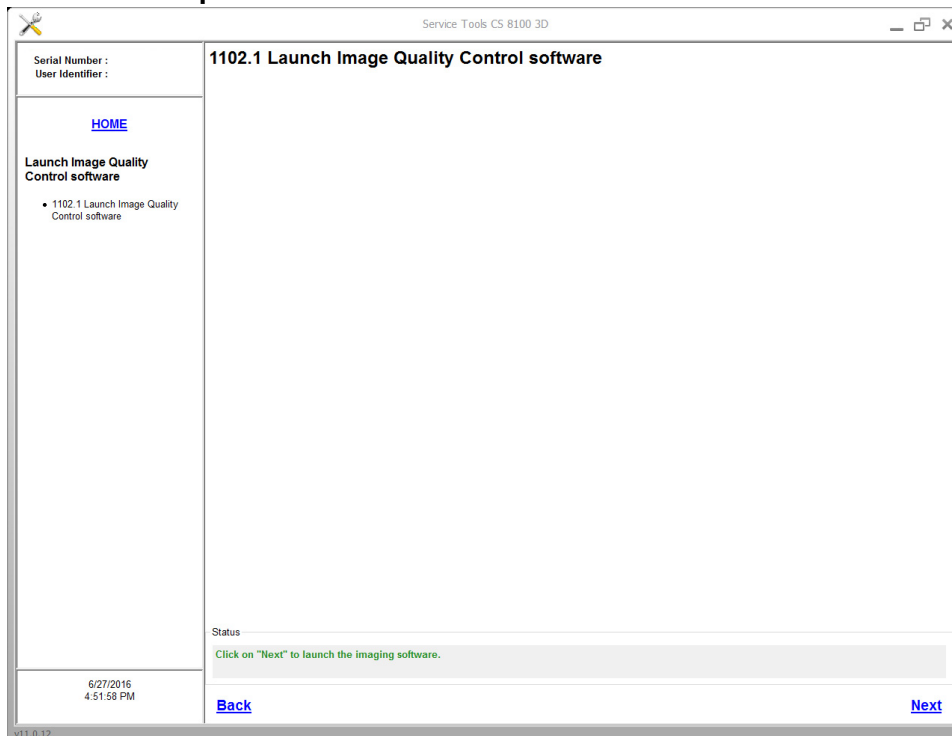 Service Tools CS 8100 3D
Serial Number :
User Identifier :
HOME
Launch Image Quality
Control software
1102.1 Launch Image Quality
Control software
6/27/2016
4:51:58 PM
1102.1 Launch Image Quality Control software
Status
Click on "Next" to launch the imaging software.
Back
Next
v11.0.12